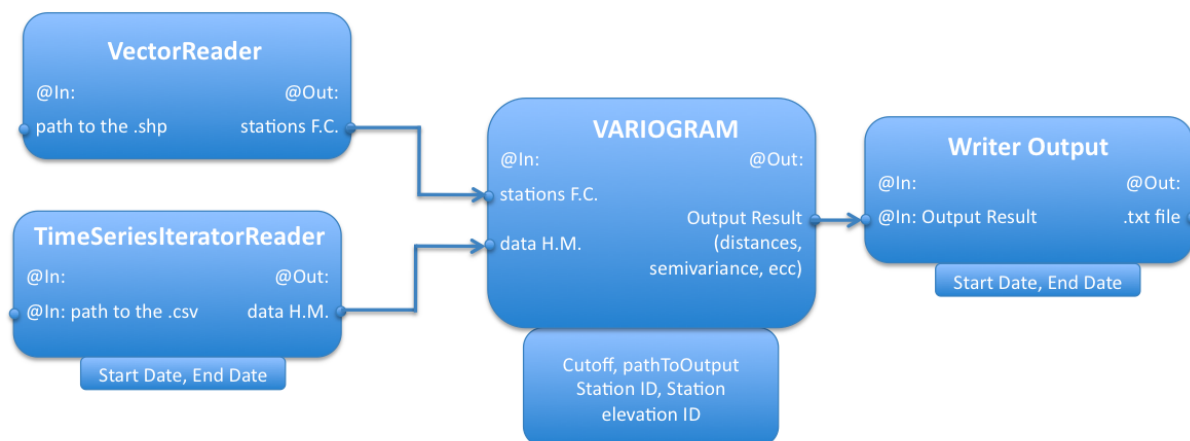 VectorReader
@In: @Out:
path to the .shp stations F.C.
TimeSeriesIteratorReader
@In: @Out:
@In: path to the .csv data H.M.
Start Date, End Date
VARIOGRAM
@In: @Out:
stations F.C.
data H.M.
Output Result
(distances,
semivariance, ecc)
Cutoff, pathToOutput
Station ID, Station
elevation ID
Writer Output
@In: @Out:
@In: Output Result .txt file
Start Date, End Date